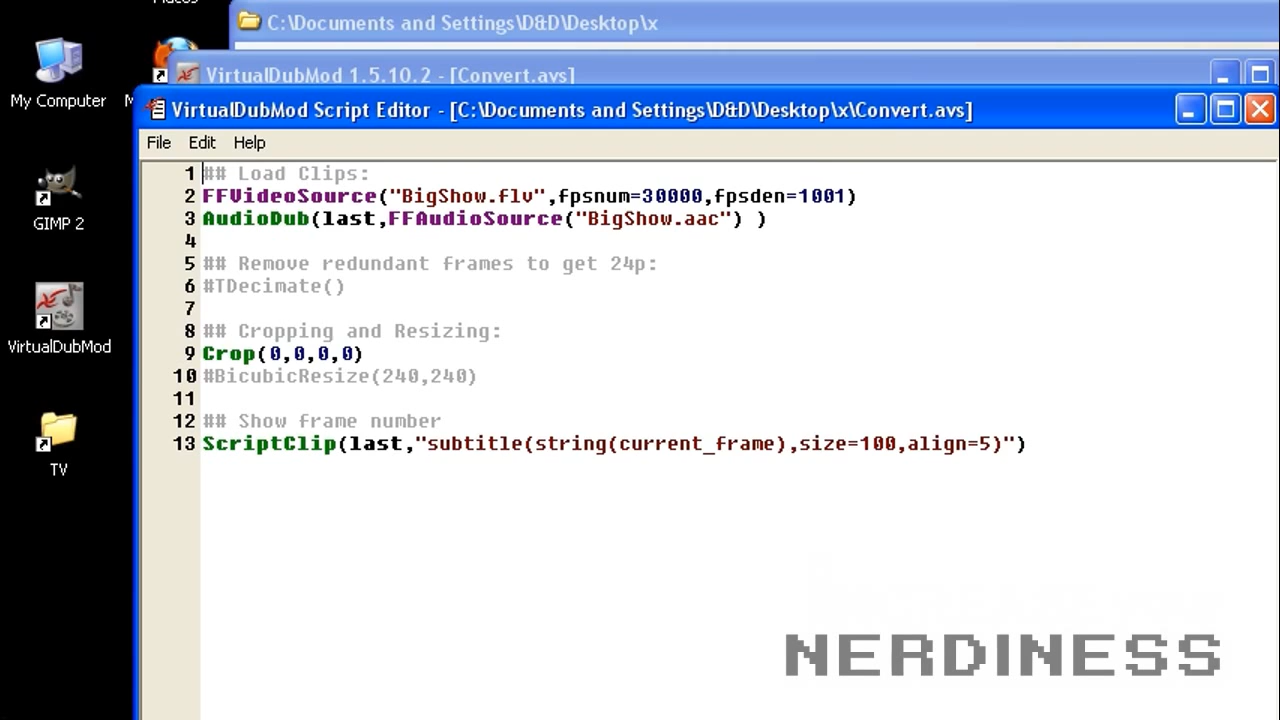 Macos
C:\Documents and Settings\D&D\Desktop\x
My Computer
M
VirtualDubMod 1.5.10.2 - [Convert.avs]
VirtualDubMod Script Editor - [C:\Documents and Settings\D&D\Desktop\x\Convert.avs]
File Edit Help
1 ## Load Clips:
2 FFVideoSource("BigShow.flv",fpsnum=30000,fpsden=1001)
3 AudioDub(last,FFAudioSource("BigShow.aac") )
4
5 ## Remove redundant frames to get 24p:
6 #TDecimate()
7
8 ## Cropping and Resizing:
9 Crop(0,0,0,0)
10 #BicubicResize(240,240)
11
12 ## Show frame number
13 ScriptClip(last,"subtitle(string(current_frame),size=100,align=5)")
GIMP 2
VirtualDubMod
TV
NERDINESS